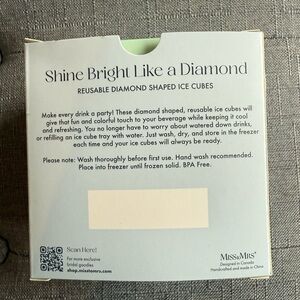 Shine Bright Like a Diamond
REUSABLE DIAMOND SHAPED ICE CUBES
Make every drink a party! These diamond shaped, reusable ice cubes will
give that fun and colorful touch to your beverage while keeping it cool
and refreshing. You no longer have to worry about watered down drinks,
or refilling an ice cube tray with water. Just wash, dry, and store in the freezer
each time and your ice cubes will always be ready.
Please note: Wash thoroughly before first use. Hand wash recommended.
Place into freezer until frozen solid. BPA Free.
Scan Here!
For more exclusive
bridal goodies
shop.misstomrs.com
MISS&MRS
Designed in Canada
Handcrafted and made in China